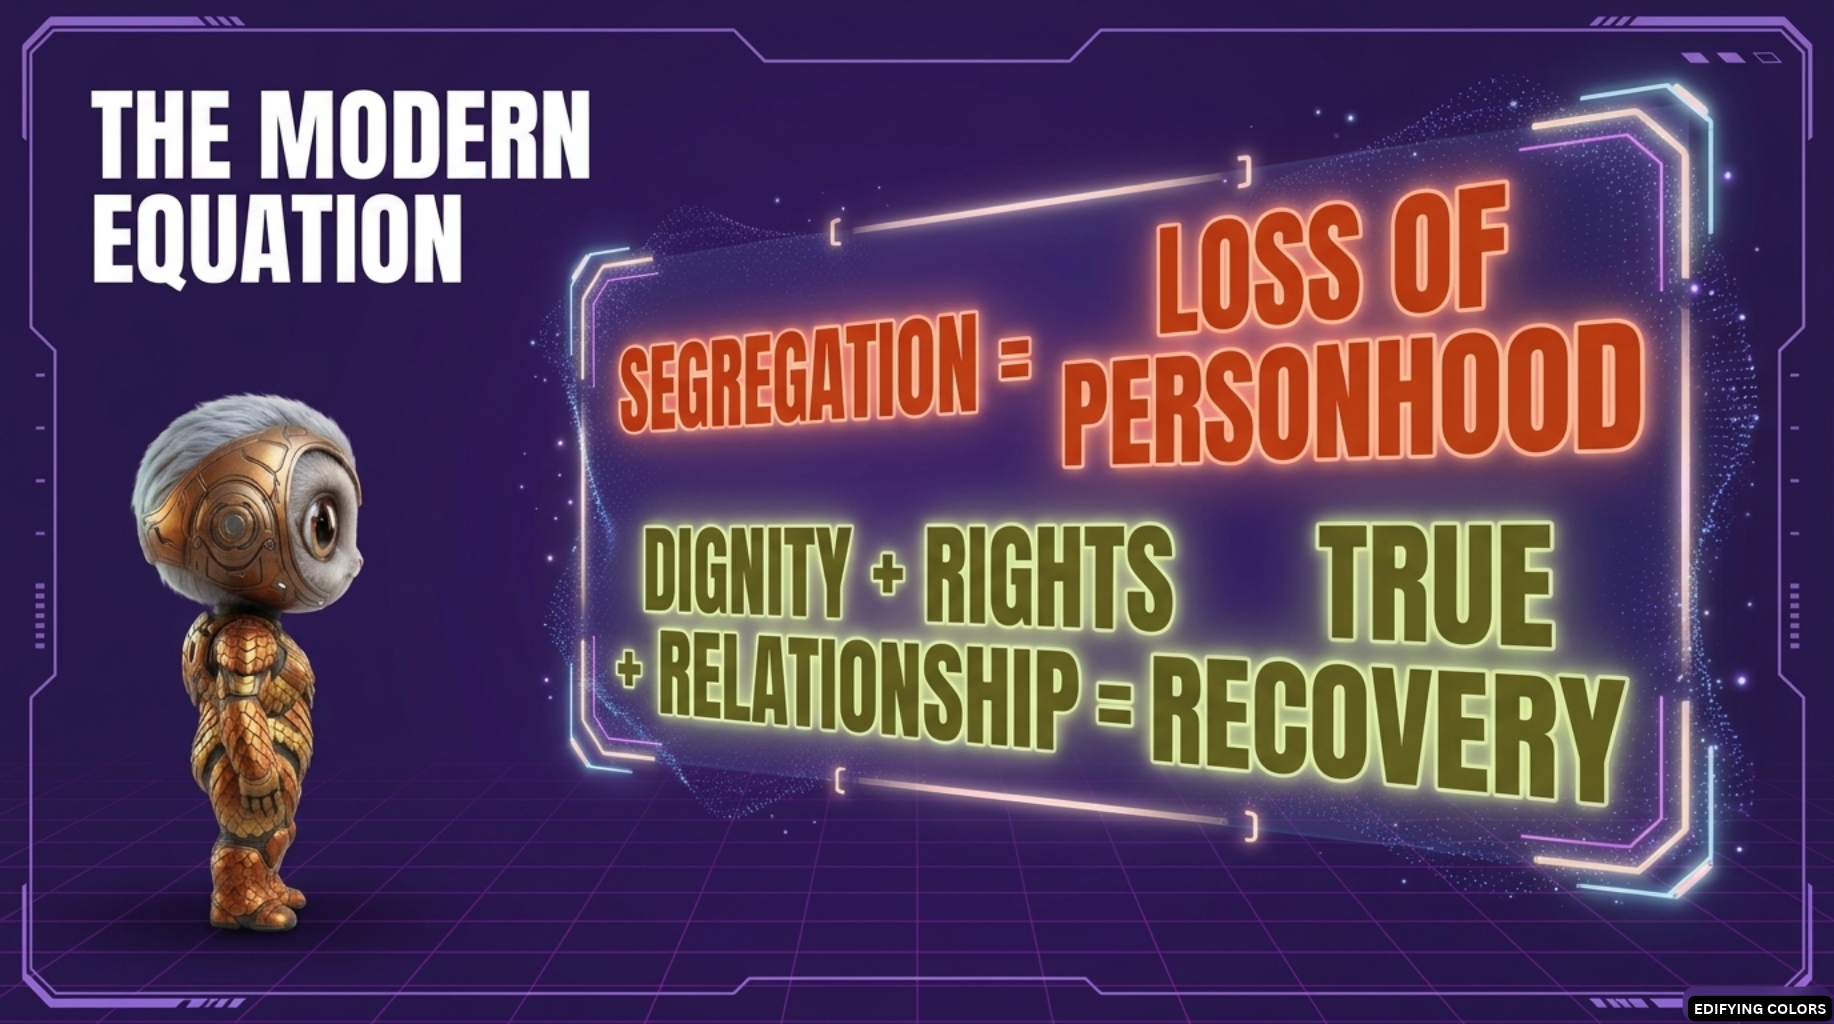 THE MODERN
EQUATION
SEGREGATION = LOSS OF
PERSONHOOD
DIGNITY + RIGHTS
+ RELATIONSHIP = TRUE
RECOVERY
EDIFYING COLORS